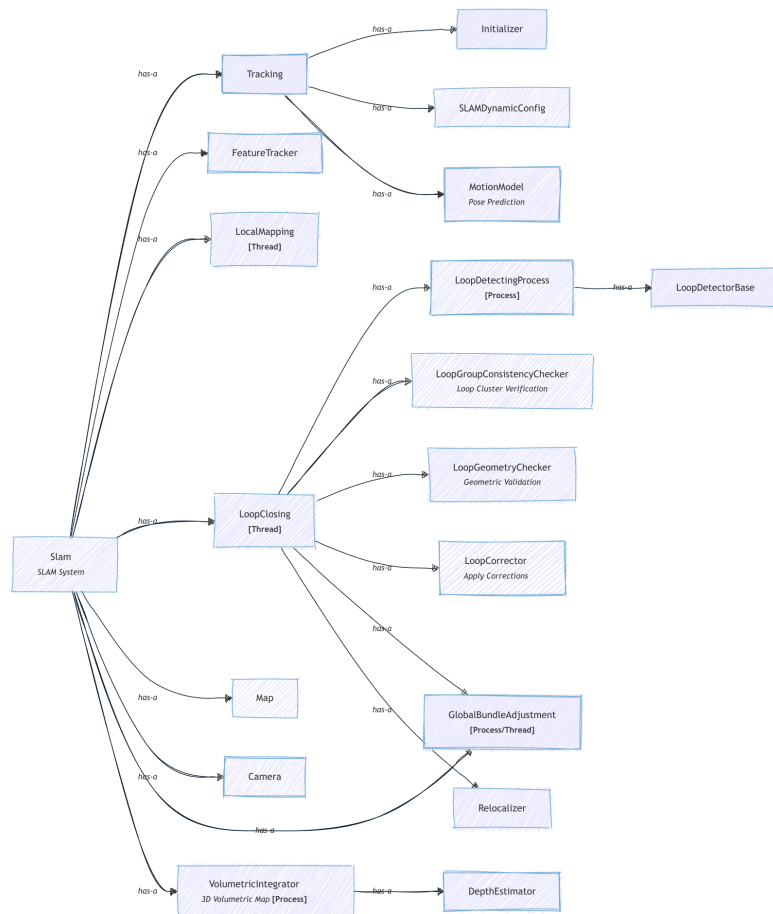 has-a
Initializer
has-a
Tracking
has-a
SLAMDynamicConfig
has-a
FeatureTracker
has-a
MotionModel
Pose Prediction
has-a
LocalMapping
[Thread]
has-a
LoopDetectingProcess
[Process]
has-a
LoopDetectorBase
has-a
LoopGroupConsistencyChecker
Loop Cluster Verification
has-a
LoopGeometryChecker
Geometric Validation
has-a
LoopClosing
[Thread]
Slam
SLAM System
has-a
LoopCorrector
Apply Corrections
has-a
has-a
Map
has-a
GlobalBundleAdjustment
[Process/Thread]
has-a
Camera
has-a
Relocalizer
has-a
VolumetricIntegrator
3D Volumetric Map [Process]
has-a
DepthEstimator